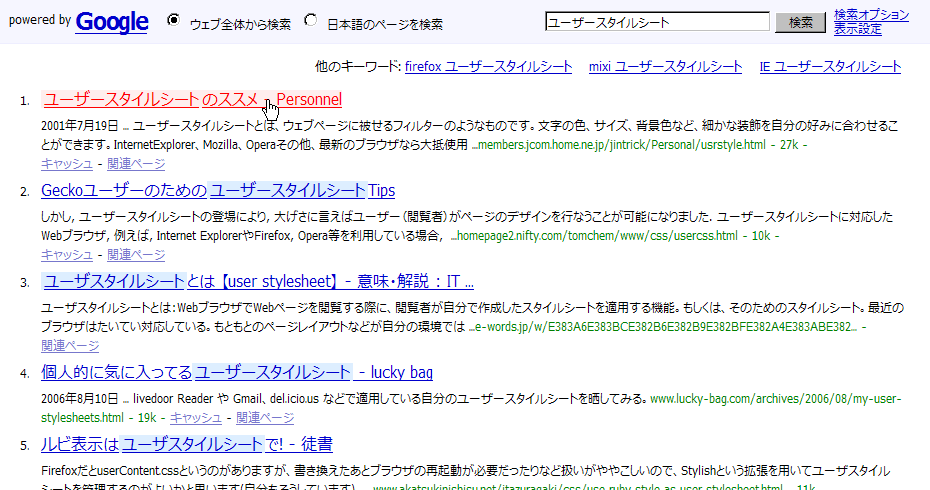 powered by Google ウェブ全体から検索 日本語のページを検索 ユーザースタイルシート 検索 検索オプション
表示設定
他のキーワード: firefox ユーザースタイルシート mixi ユーザースタイルシート IE ユーザースタイルシート
1. ユーザースタイルシートのススメ - Personnel
2001年7月19日 ... ユーザースタイルシートとは、ウェブページに被せるフィルターのようなものです。文字の色、サイズ、背景色など、細かな装飾を自分の好みに合わせるこ
とができます。InternetExplorer、Mozilla、Operaその他、最新のブラウザなら大抵使用 ...members.jcom.home.ne.jp/jintrick/Personal/usrstyle.html - 27k -
キャッシュ - 関連ページ
2. Geckoユーザーのためのユーザースタイルシート Tips
しかし, ユーザースタイルシートの登場により, 大げさに言えばユーザー（閲覧者）がページのデザインを行なうことが可能になりました. ユーザースタイルシートに対応した
Webブラウザ, 例えば, Internet ExplorerやFirefox, Opera等を利用している場合, ...homepage2.nifty.com/tomchem/www/css/usercss.html - 10k -
キャッシュ - 関連ページ
3. ユーザスタイルシートとは 【user stylesheet】 - 意味・解説 : IT ...
ユーザスタイルシートとは：WebブラウザでWebページを閲覧する際に、閲覧者が自分で作成したスタイルシートを適用する機能。もしくは、そのためのスタイルシート。最近の
ブラウザはたいてい対応している。もともとのページレイアウトなどが自分の環境では ...e-words.jp/w/E383A6E383BCE382B6E382B9E382BFE382A4E383ABE382... -
関連ページ
4. 個人的に気に入ってるユーザースタイルシート - lucky bag
2006年8月10日 ... livedoor Reader や Gmail、del.icio.us などで適用している自分のユーザースタイルシートを晒してみる。www.lucky-bag.com/archives/2006/08/my-user-
stylesheets.html - 19k - キャッシュ - 関連ページ
5. ルビ表示はユーザスタイルシートで! - 徒書
FirefoxだとuserContent.cssというのがありますが、書き換えたあとブラウザの再起動が必要だったりなど扱いがややこしいので、Stylishという拡張を用いてユーザスタイル
シートを管理するのがよいかと思います(自分もそうしています)。 ...www.akatsukinishisu.net/itazuragaki/css/use_ruby_style_as_user_stylesheet.html - 11k